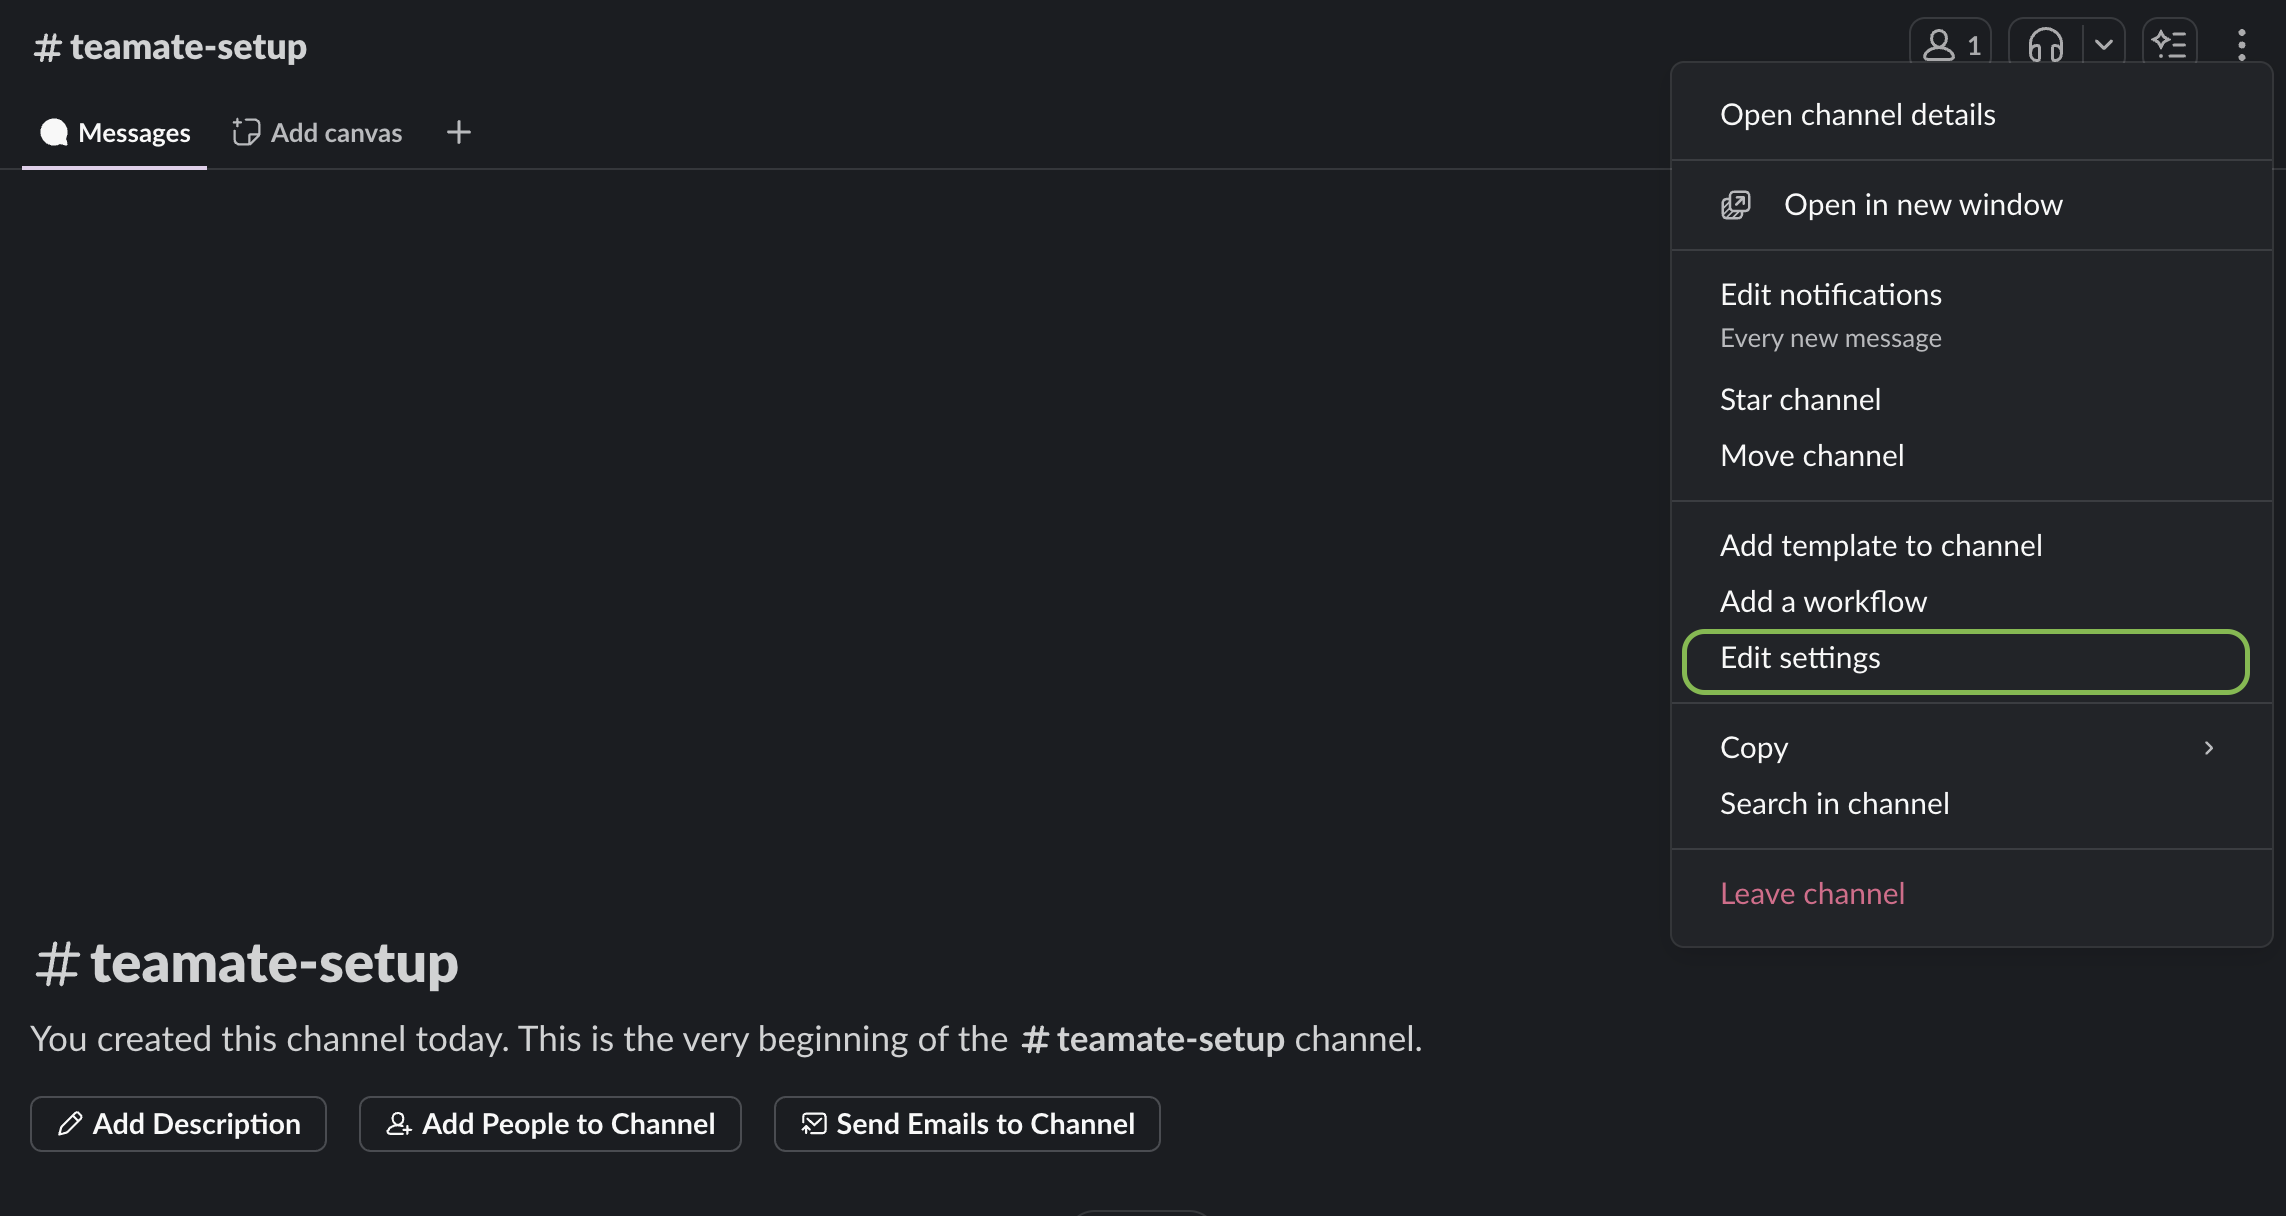 # teamate-setup
1
Messages
Add canvas
Open channel details
Open in new window
Edit notifications
Every new message
Star channel
Move channel
Add template to channel
Add a workflow
Edit settings
Copy
Search in channel
Leave channel
# teamate-setup
You created this channel today. This is the very beginning of the # teamate-setup channel.
Add Description
Add People to Channel
Send Emails to Channel